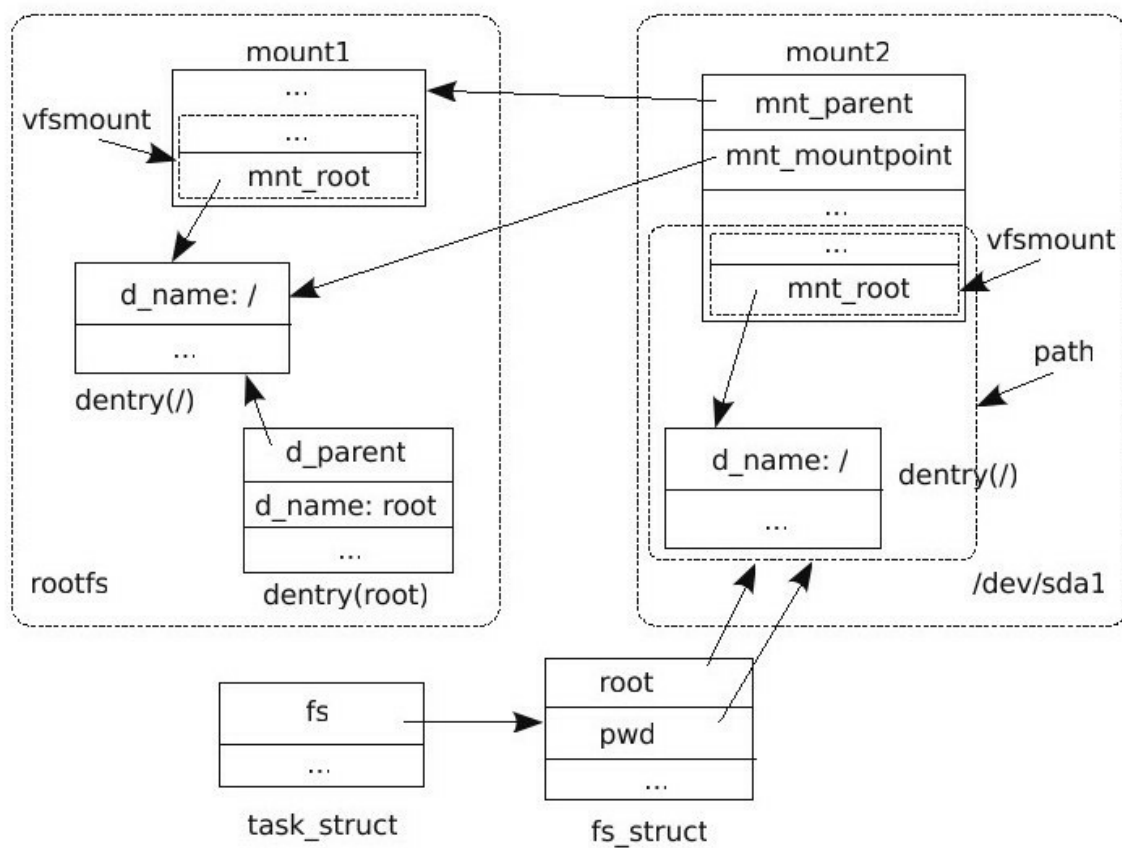 mount1
...
vfsmount
...
mnt_root
d_name: /
...
dentry(/)
d_parent
d_name: root
...
dentry(root)
rootfs
mount2
mnt_parent
mnt_mountpoint
...
...
vfsmount
mnt_root
path
d_name: /
...
dentry(/)
/dev/sda1
fs
...
task_struct
root
pwd
...
fs_struct